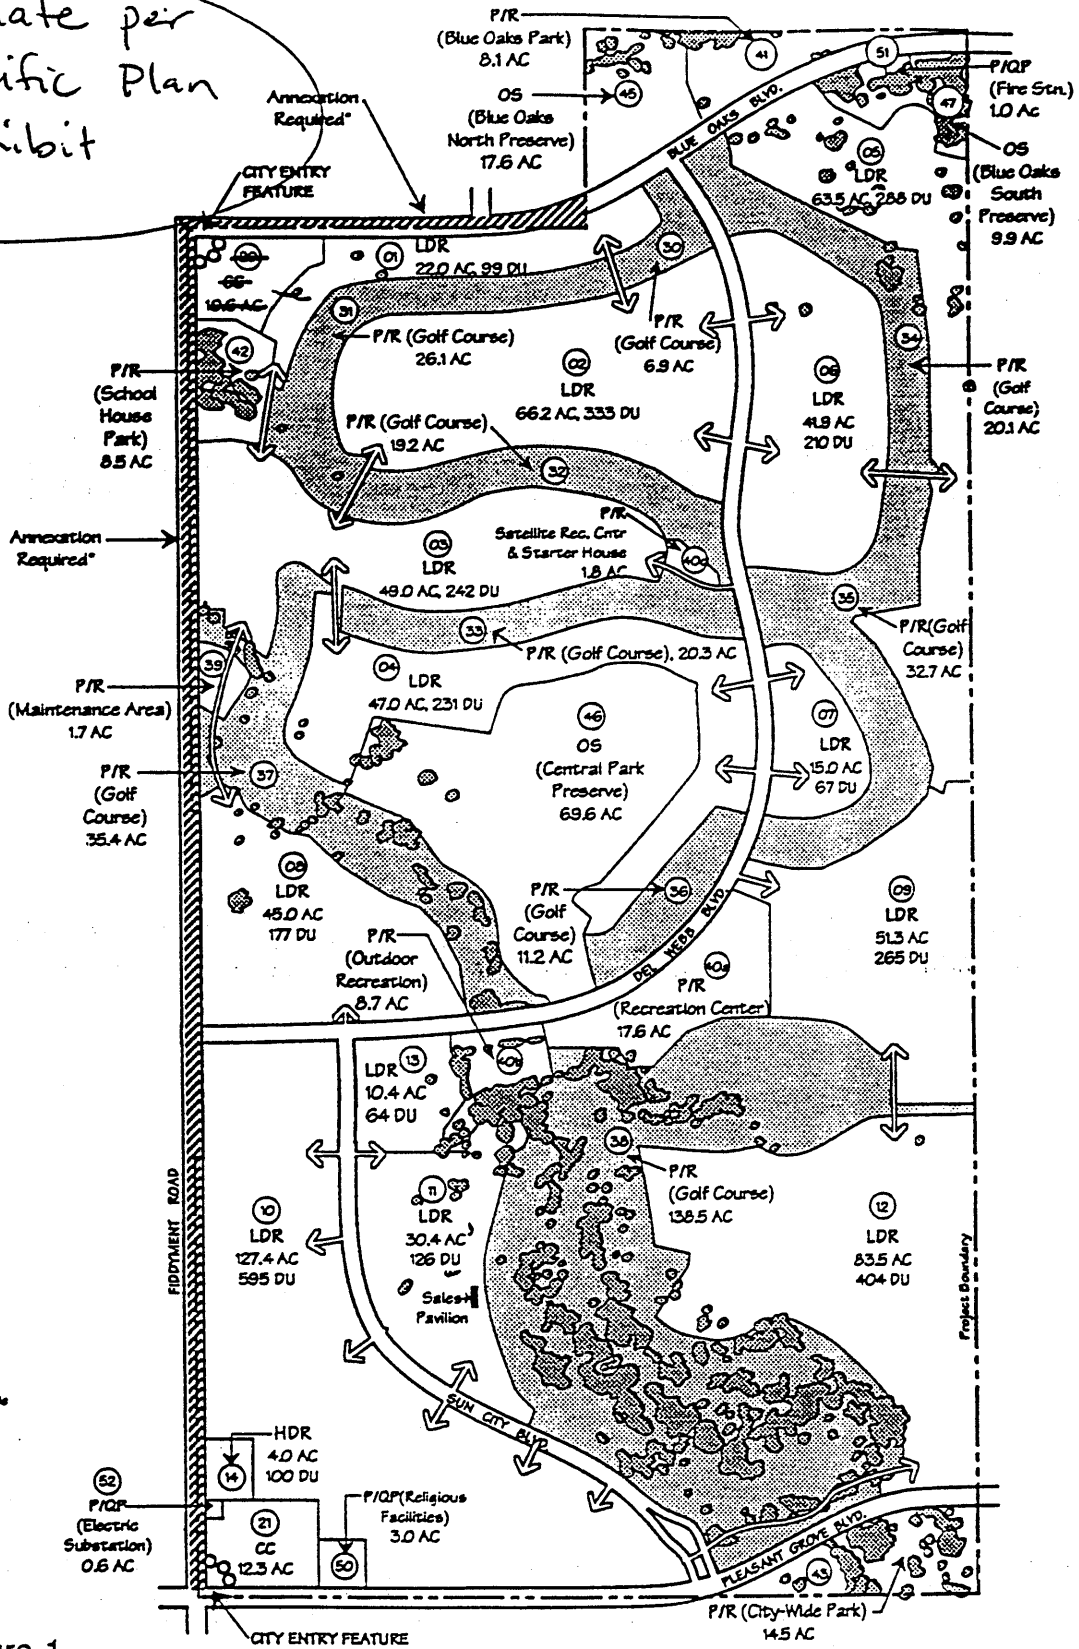 ate per
ific Plan
ibit
P/R
(Blue Oaks Park)
8.1 AC
41
51
P/QP
(Fire Stn.)
1.0 AC
45
OS
(Blue Oaks
North Preserve)
17.6 AC
Annexation
Required*
BLUE OAKS BLVD.
47
OS
(Blue Oaks
South
Preserve)
9.9 AC
05
LDR
63.5 AC, 288 DU
CITY ENTRY
FEATURE
01
LDR
22.0 AC, 99 DU
30
P/R
(Golf Course)
6.9 AC
31
P/R (Golf Course)
26.1 AC
34
P/R
(Golf
Course)
20.1 AC
42
P/R
(School
House
Park)
8.5 AC
02
LDR
66.2 AC, 333 DU
06
LDR
41.9 AC
210 DU
P/R (Golf Course)
19.2 AC
32
Annexation
Required*
P/R
Satellite Rec. Cntr
& Starter House
1.8 AC
40c
03
LDR
49.0 AC, 242 DU
35
P/R(Golf
Course)
32.7 AC
33
P/R (Golf Course), 20.3 AC
39
P/R
(Maintenance Area)
1.7 AC
04
LDR
47.0 AC, 231 DU
46
OS
(Central Park
Preserve)
69.6 AC
07
LDR
15.0 AC
67 DU
37
P/R
(Golf
Course)
35.4 AC
08
LDR
45.0 AC
177 DU
36
P/R
(Golf
Course)
11.2 AC
09
LDR
51.3 AC
265 DU
P/R
(Outdoor
Recreation)
8.7 AC
DEL WEBB BLVD.
40a
P/R
(Recreation Center)
17.6 AC
13
LDR
10.4 AC
64 DU
40b
38
P/R
(Golf Course)
138.5 AC
FIDDYMENT ROAD
10
LDR
127.4 AC
595 DU
11
LDR
30.4 AC
126 DU
Sales
Pavilion
12
LDR
83.5 AC
404 DU
Project Boundary
SUN CITY BLVD.
14
HDR
4.0 AC
100 DU
52
P/QP
(Electric
Substation)
0.6 AC
21
CC
12.3 AC
P/QP(Religious
Facilities)
3.0 AC
50
PLEASANT GROVE BLVD.
43
P/R (City-Wide Park)
14.5 AC
CITY ENTRY FEATURE